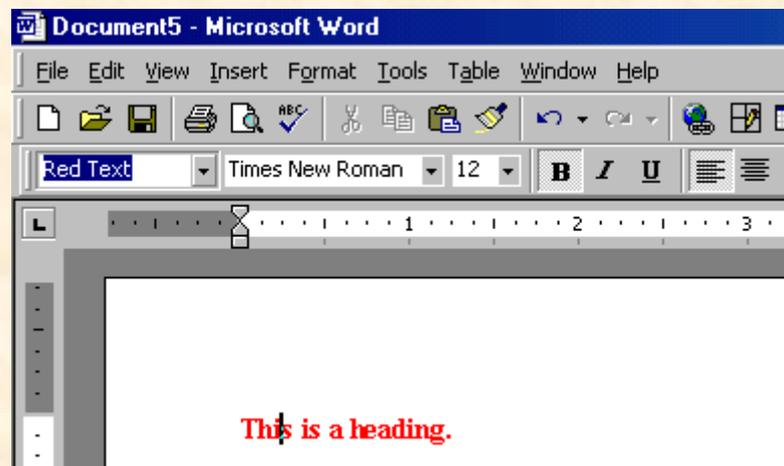 Document5 - Microsoft Word
File Edit View Insert Format Tools Table Window Help
ABC
Red Text Times New Roman 12 B I U
L 1 2 3
This is a heading.